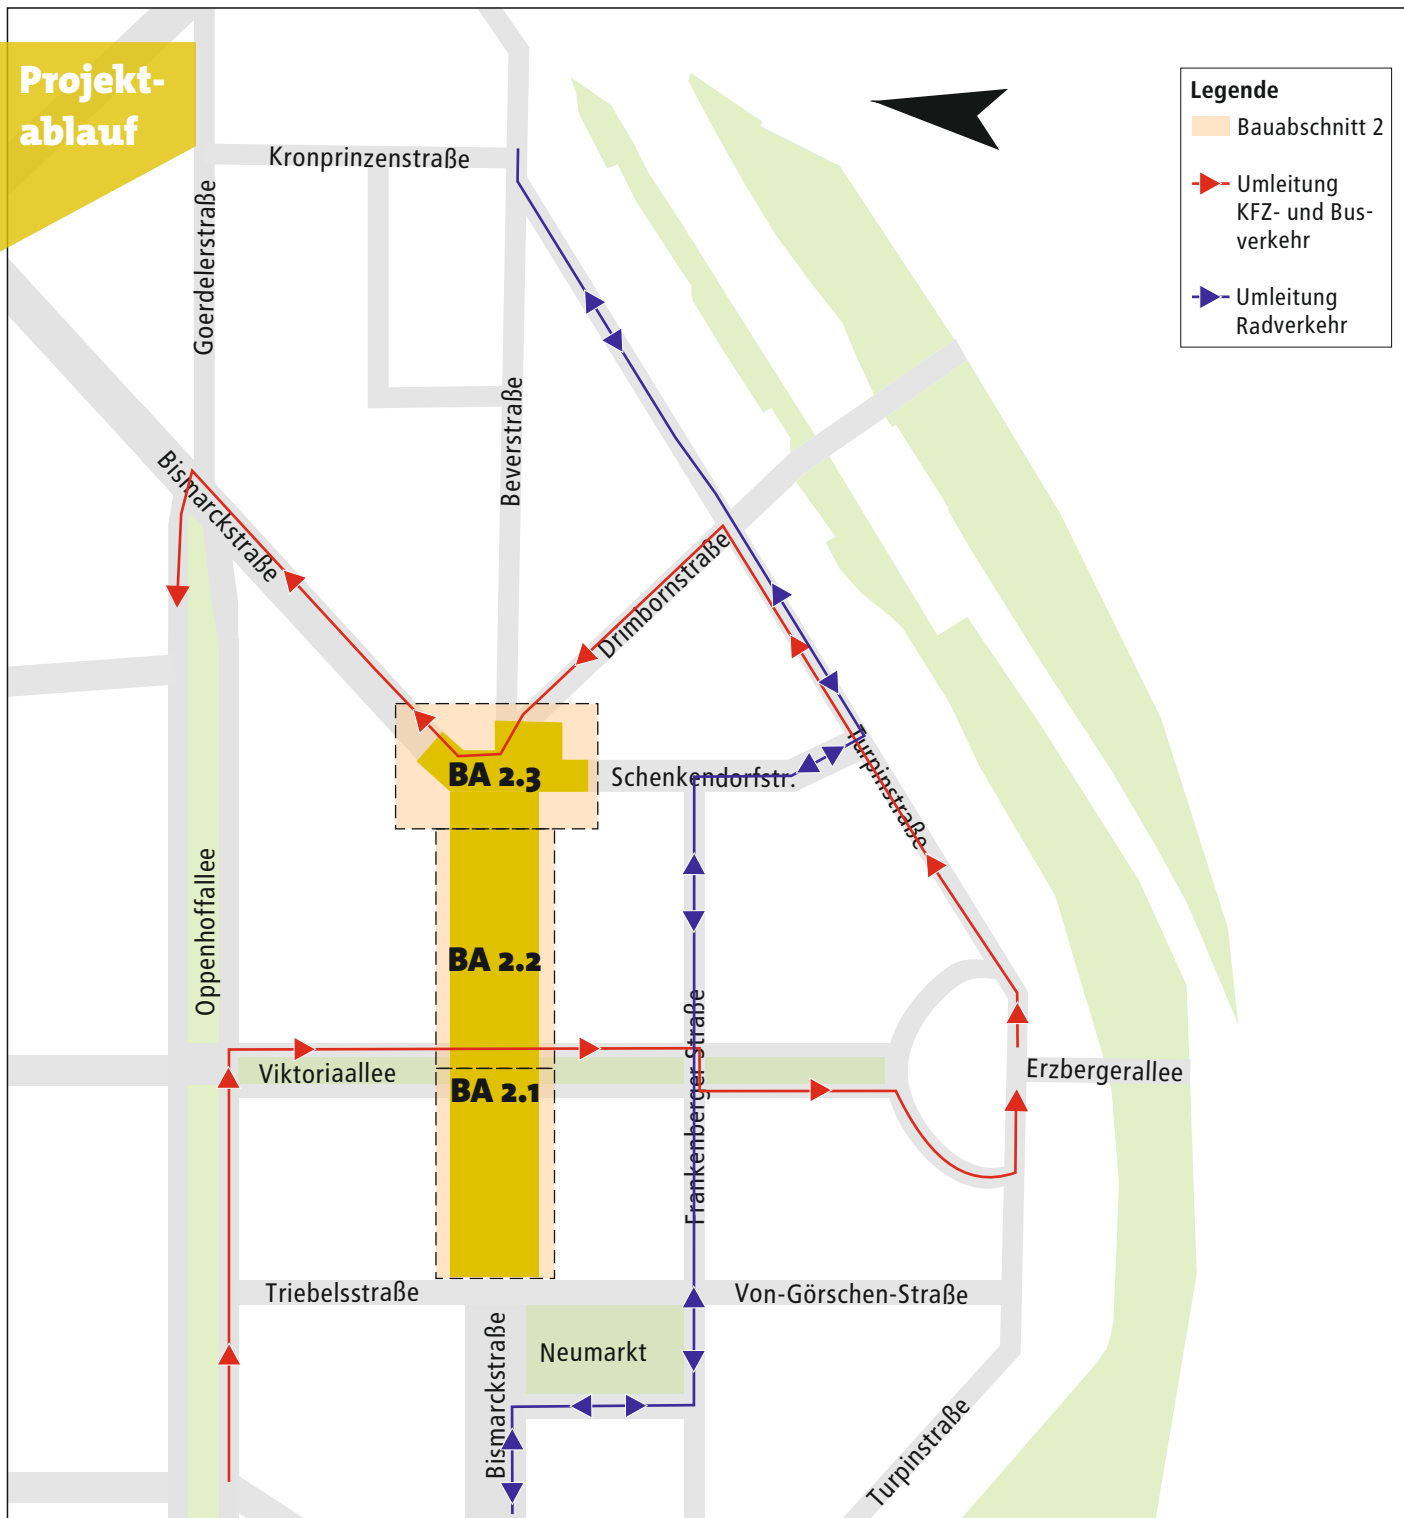 Projekt-
ablauf
Legende
Bauabschnitt 2
Umleitung
KFZ- und Bus-
verkehr
Umleitung
Radverkehr
Kronprinzenstraße
Goerdelerstraße
Beverstraße
Bismarckstraße
Drimbornstraße
BA 2.3
Schenkendorfstr.
Turpinstraße
Oppenhoffallee
BA 2.2
Frankenberger Straße
Viktoriaallee
BA 2.1
Erzbergerallee
Triebelsstraße
Von-Görschen-Straße
Bismarckstraße
Neumarkt
Turpinstraße